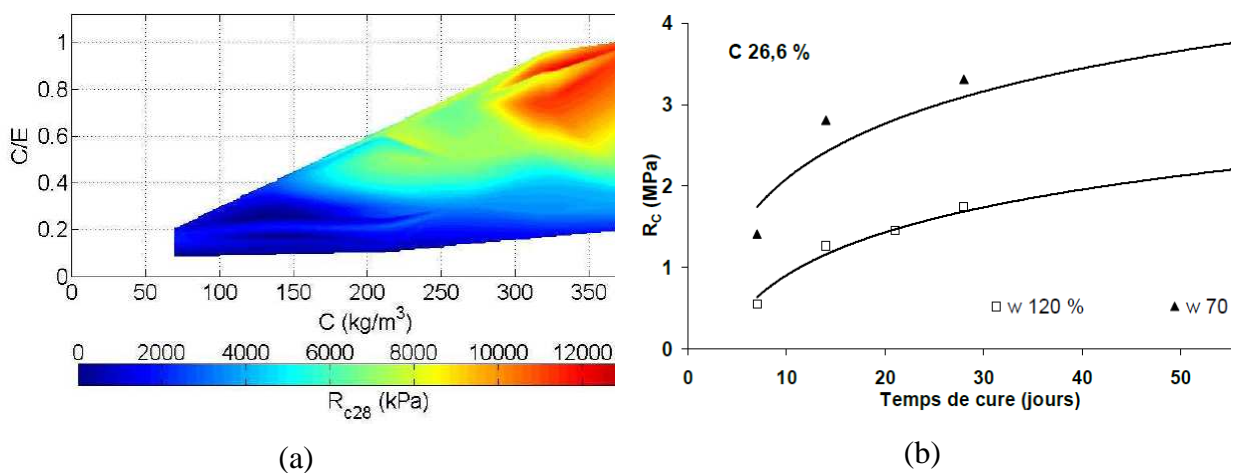 1
0.8
0.6
0.4
0.2
0
C/E
0 50 100 150 200 250 300 350
C (kg/m³)
0 2000 4000 6000 8000 10000 12000
R_c28 (kPa)
(a)
4
3
2
1
0
R_C (MPa)
C 26,6 %
w 120 % w 70
0 10 20 30 40 50
Temps de cure (jours)
(b)